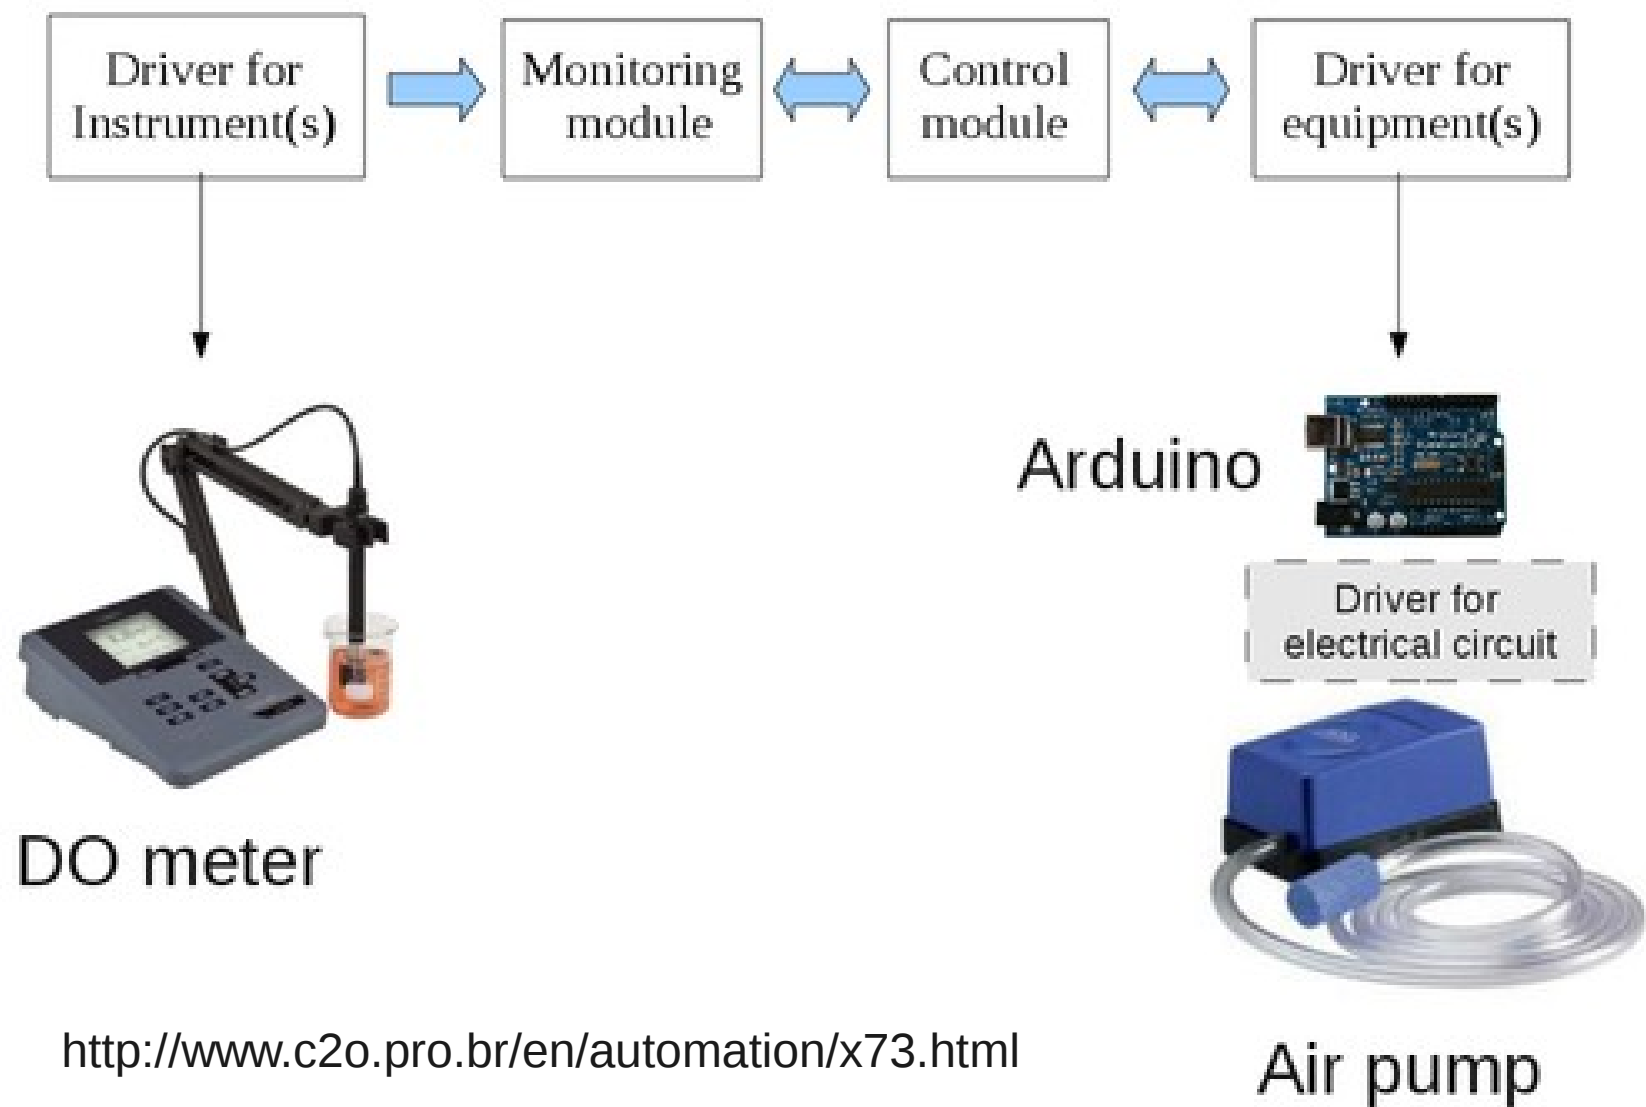 Driver for
Instrument(s)
Monitoring
module
Control
module
Driver for
equipment(s)
Arduino
Driver for
electrical circuit
DO meter
http://www.c2o.pro.br/en/automation/x73.html
Air pump